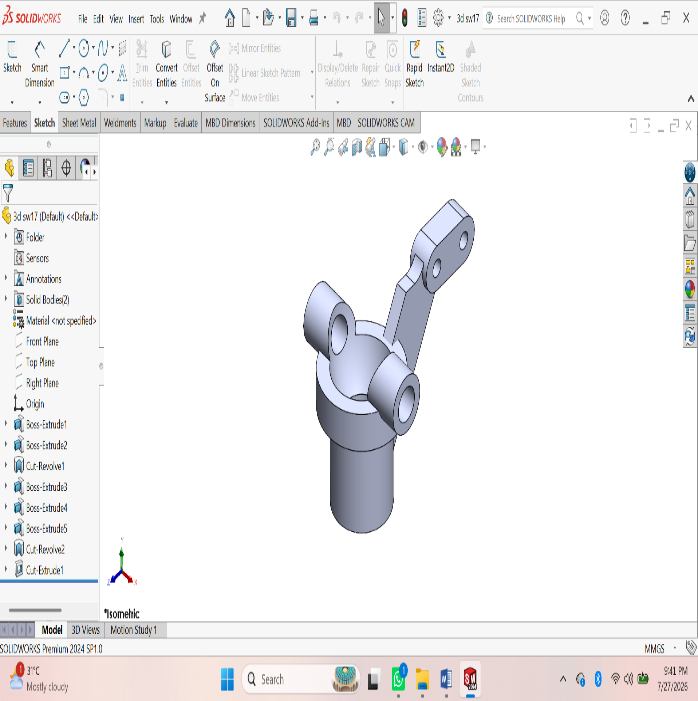 SOLIDWORKS
File Edit View Insert Tools Window
3d sw17
Search SOLIDWORKS Help
Sketch
Smart Dimension
Trim Entities
Convert Entities
Offset Entities
Offset On Surface
Mirror Entities
Linear Sketch Pattern
Move Entities
Display/Delete Relations
Repair Sketch
Quick Snaps
Rapid Sketch
Instant2D
Shaded Sketch Contours
Features Sketch Sheet Metal Weldments Markup Evaluate MBD Dimensions SOLIDWORKS Add-Ins MBD SOLIDWORKS CAM
3d sw17 (Default) <<Default>
Folder
Sensors
Annotations
Solid Bodies(2)
Material <not specified>
Front Plane
Top Plane
Right Plane
Origin
Boss-Extrude1
Boss-Extrude2
Cut-Revolve1
Boss-Extrude3
Boss-Extrude4
Boss-Extrude5
Cut-Revolve2
Cut-Extrude1
*Isometric
Model 3D Views Motion Study 1
SOLIDWORKS Premium 2024 SP1.0
MMGS
1
3°C
Mostly cloudy
Search
1
9:41 PM
7/27/2026